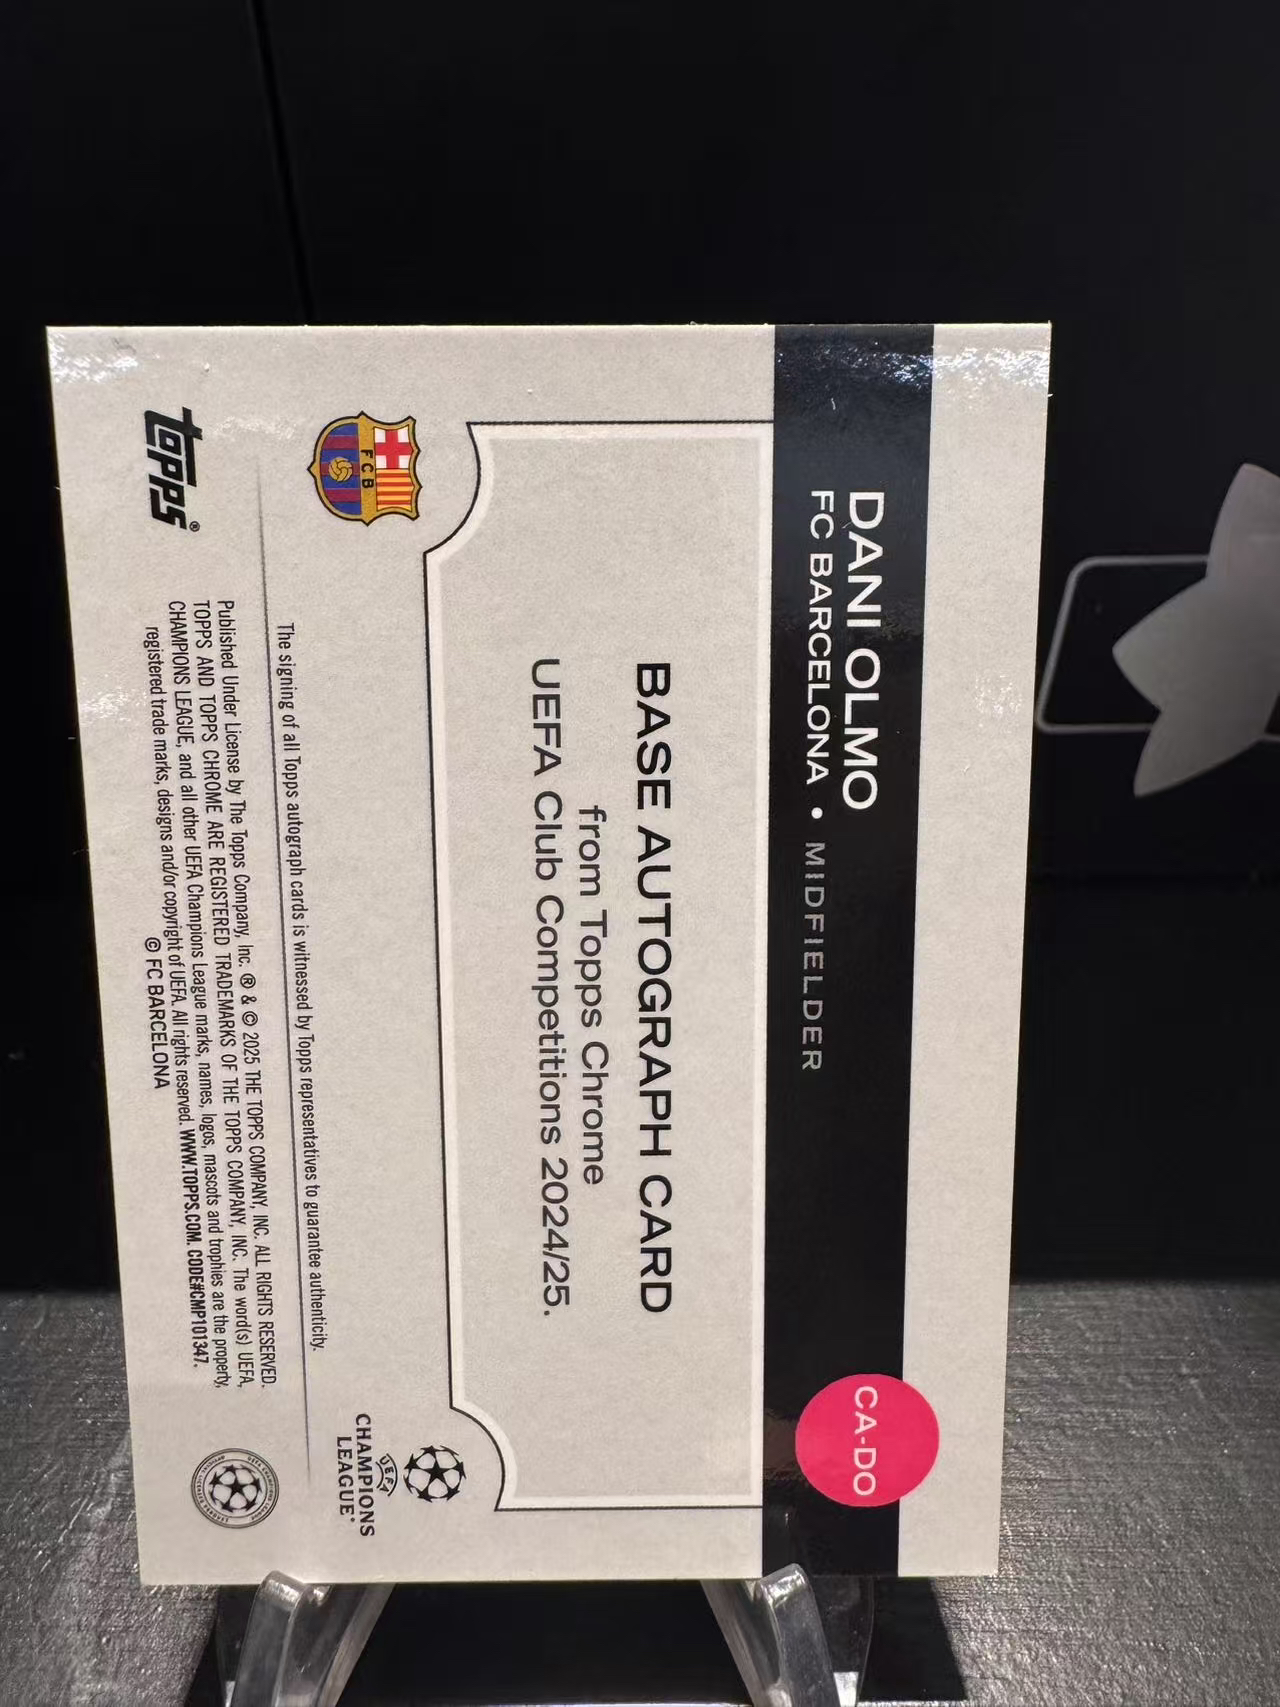 DANI OLMO
FC BARCELONA • MIDFIELDER
CA-DO
BASE AUTOGRAPH CARD
from Topps Chrome
UEFA Club Competitions 2024/25.
FCB
UEFA
CHAMPIONS
LEAGUE®
The signing of all Topps autograph cards is witnessed by Topps representatives to guarantee authenticity.
topps®
Published Under License by The Topps Company, Inc. ® & © 2025 THE TOPPS COMPANY, INC. ALL RIGHTS RESERVED.
TOPPS AND TOPPS CHROME ARE REGISTERED TRADEMARKS OF THE TOPPS COMPANY, INC. The word(s) UEFA,
CHAMPIONS LEAGUE, and all other UEFA Champions League marks, names, logos, mascots and trophies are the property,
registered trade marks, designs and/or copyright of UEFA. All rights reserved. WWW.TOPPS.COM. CODE#CMP101347.
© FC BARCELONA